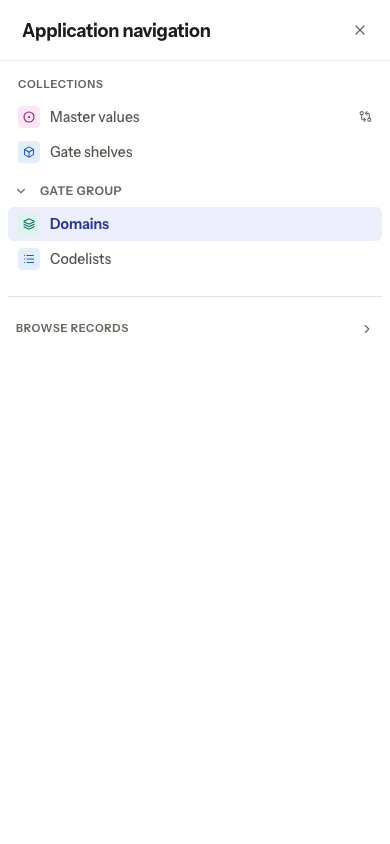 Application navigation
COLLECTIONS
Master values
Gate shelves
GATE GROUP
Domains
Codelists
BROWSE RECORDS